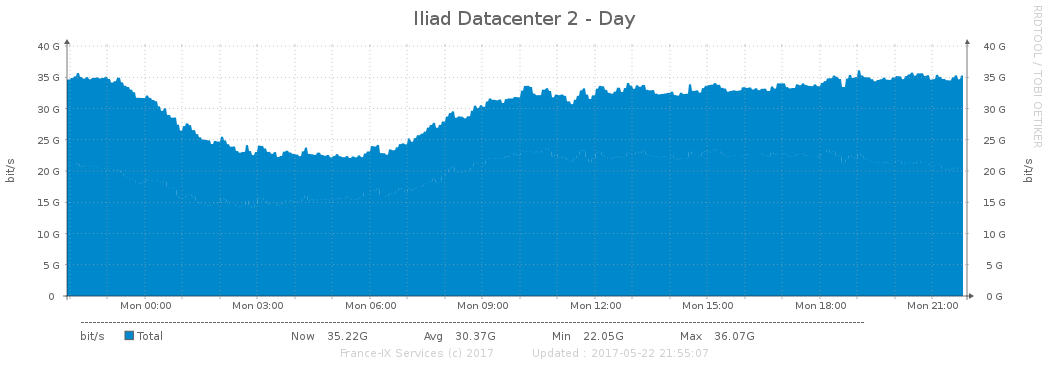 Iliad Datacenter 2 - Day
RRDTOOL / TOBI OETIKER
40 G 40 G
35 G 35 G
30 G 30 G
25 G 25 G
20 G 20 G
15 G 15 G
10 G 10 G
5 G 5 G
0 0 G
bit/s bit/s
Mon 00:00 Mon 03:00 Mon 06:00 Mon 09:00 Mon 12:00 Mon 15:00 Mon 18:00 Mon 21:00
bit/s Total Now 35.22G Avg 30.37G Min 22.05G Max 36.07G
France-IX Services (c) 2017 Updated : 2017-05-22 21:55:07